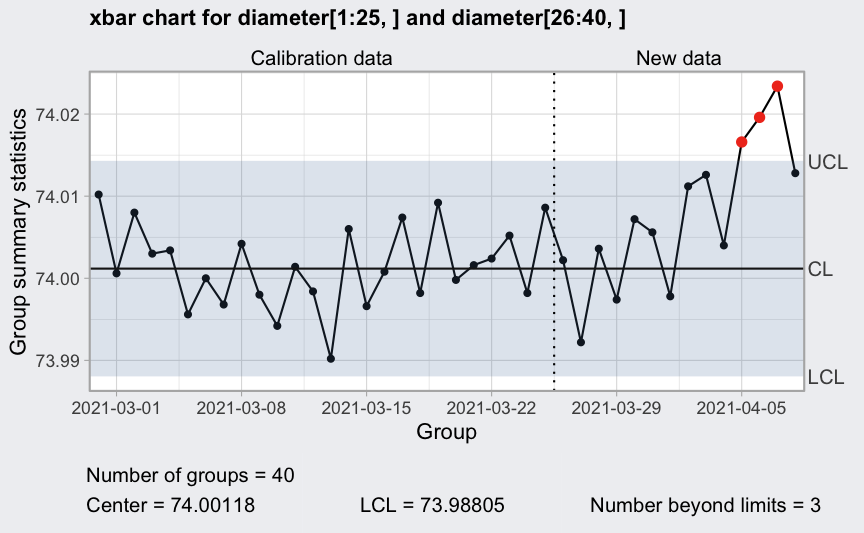 xbar chart for diameter[1:25, ] and diameter[26:40, ]
Calibration data New data
Group summary statistics
74.02
74.01
74.00
73.99
UCL
CL
LCL
2021-03-01 2021-03-08 2021-03-15 2021-03-22 2021-03-29 2021-04-05
Group
Number of groups = 40
Center = 74.00118 LCL = 73.98805 Number beyond limits = 3